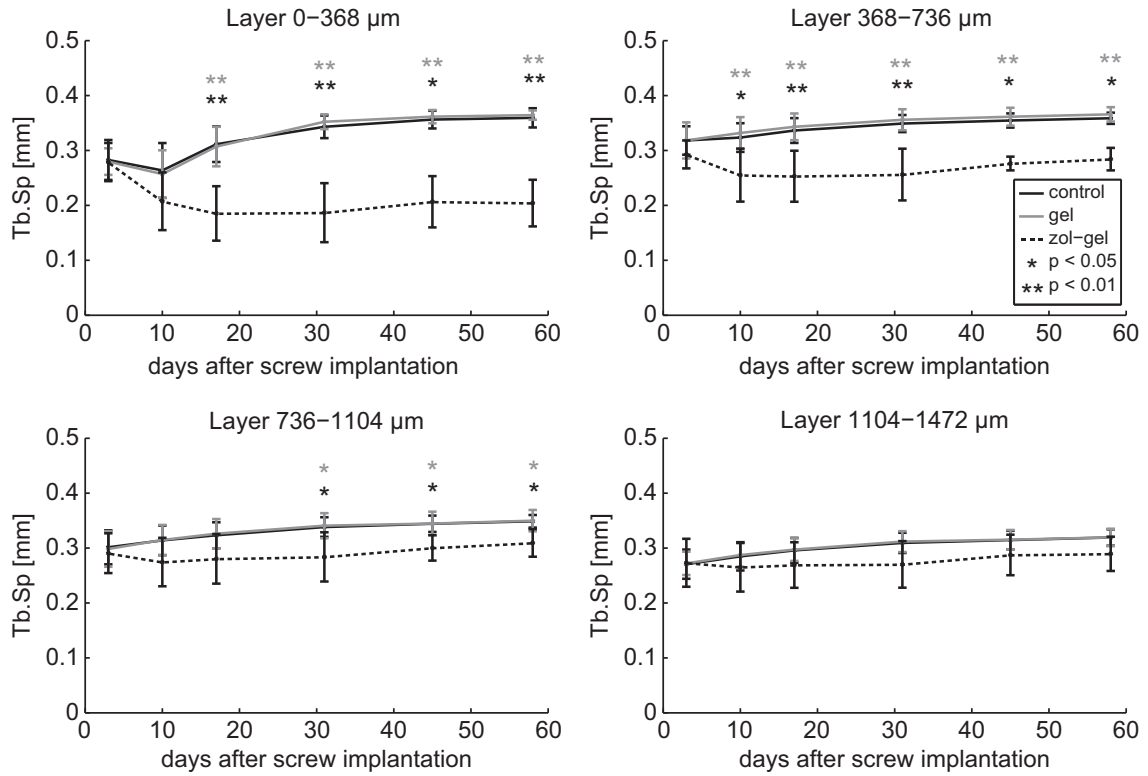 Layer 0−368 µm
0.5
0.4
0.3
0.2
0.1
0
Tb.Sp [mm]
** ** ** **
** ** * **
0 10 20 30 40 50 60
days after screw implantation
Layer 368−736 µm
0.5
0.4
0.3
0.2
0.1
0
Tb.Sp [mm]
** ** ** ** **
* ** ** * *
control
gel
zol−gel
* p < 0.05
** p < 0.01
0 10 20 30 40 50 60
days after screw implantation
Layer 736−1104 µm
0.5
0.4
0.3
0.2
0.1
0
Tb.Sp [mm]
* * *
* * *
0 10 20 30 40 50 60
days after screw implantation
Layer 1104−1472 µm
0.5
0.4
0.3
0.2
0.1
0
Tb.Sp [mm]
0 10 20 30 40 50 60
days after screw implantation